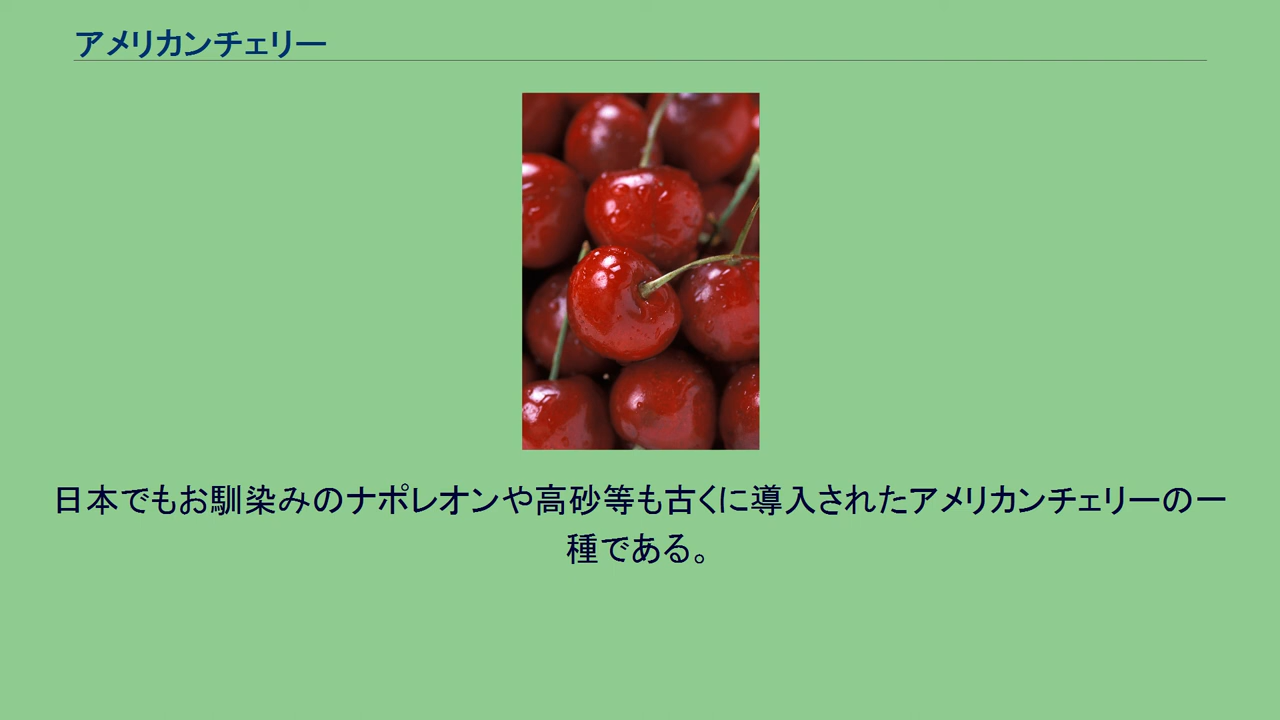 アメリカンチェリー
日本でもお馴染みのナポレオンや高砂等も古くに導入されたアメリカンチェリーの一
種である。